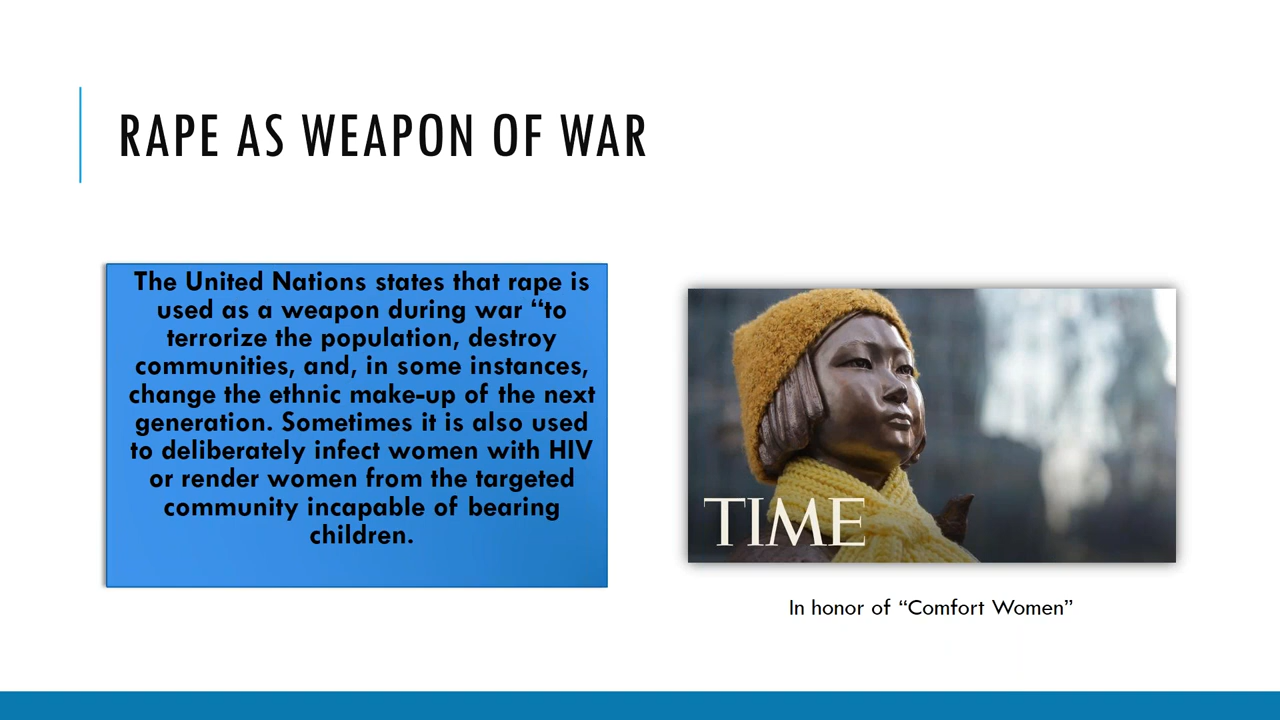 RAPE AS WEAPON OF WAR
The United Nations states that rape is
used as a weapon during war “to
terrorize the population, destroy
communities, and, in some instances,
change the ethnic make-up of the next
generation. Sometimes it is also used
to deliberately infect women with HIV
or render women from the targeted
community incapable of bearing
children.
TIME
In honor of “Comfort Women”